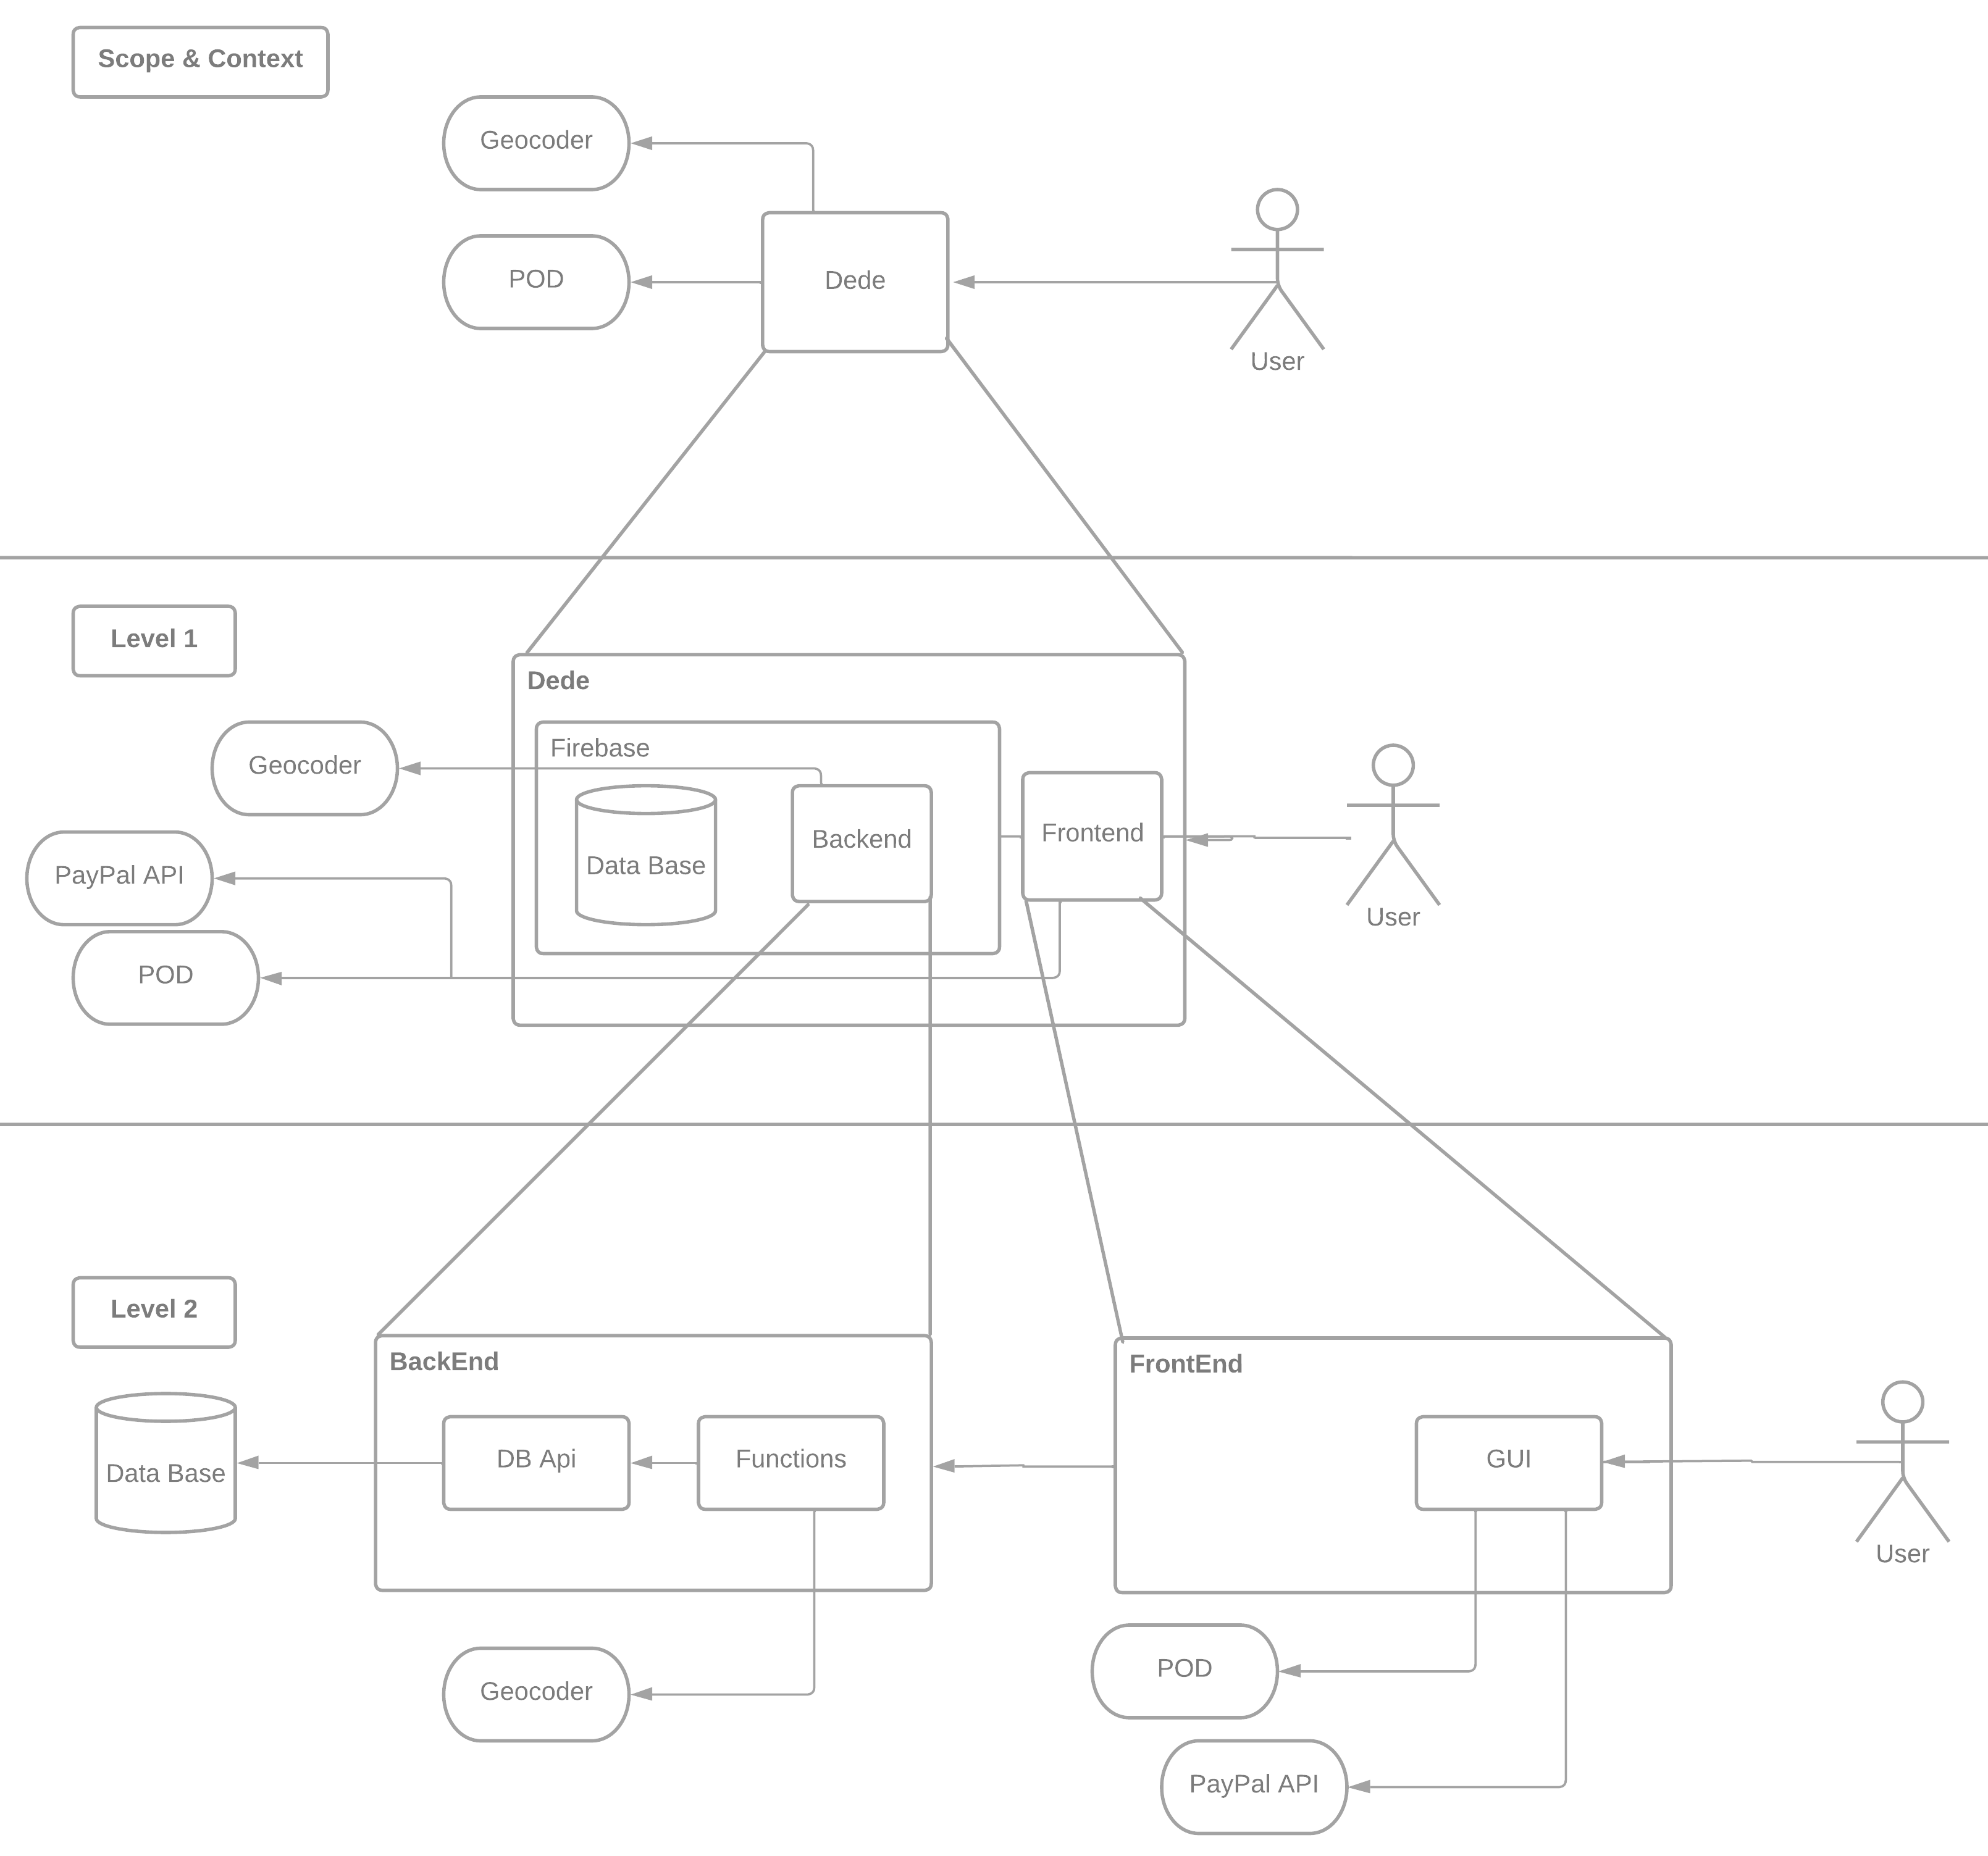 Scope & Context
Geocoder
POD
Dede
User
Level 1
Dede
Firebase
Geocoder
Data Base
Backend
Frontend
PayPal API
User
POD
Level 2
BackEnd
FrontEnd
Data Base
DB Api
Functions
GUI
User
POD
Geocoder
PayPal API